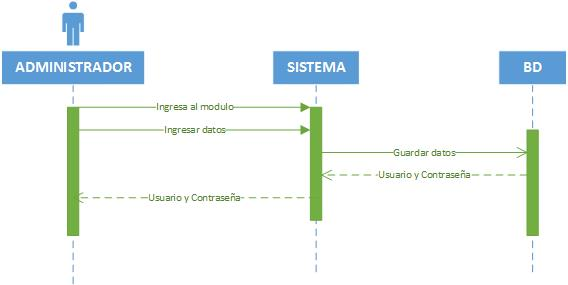 ADMINISTRADOR
SISTEMA
BD
Ingresa al modulo
Ingresar datos
Guardar datos
Usuario y Contraseña
Usuario y Contraseña